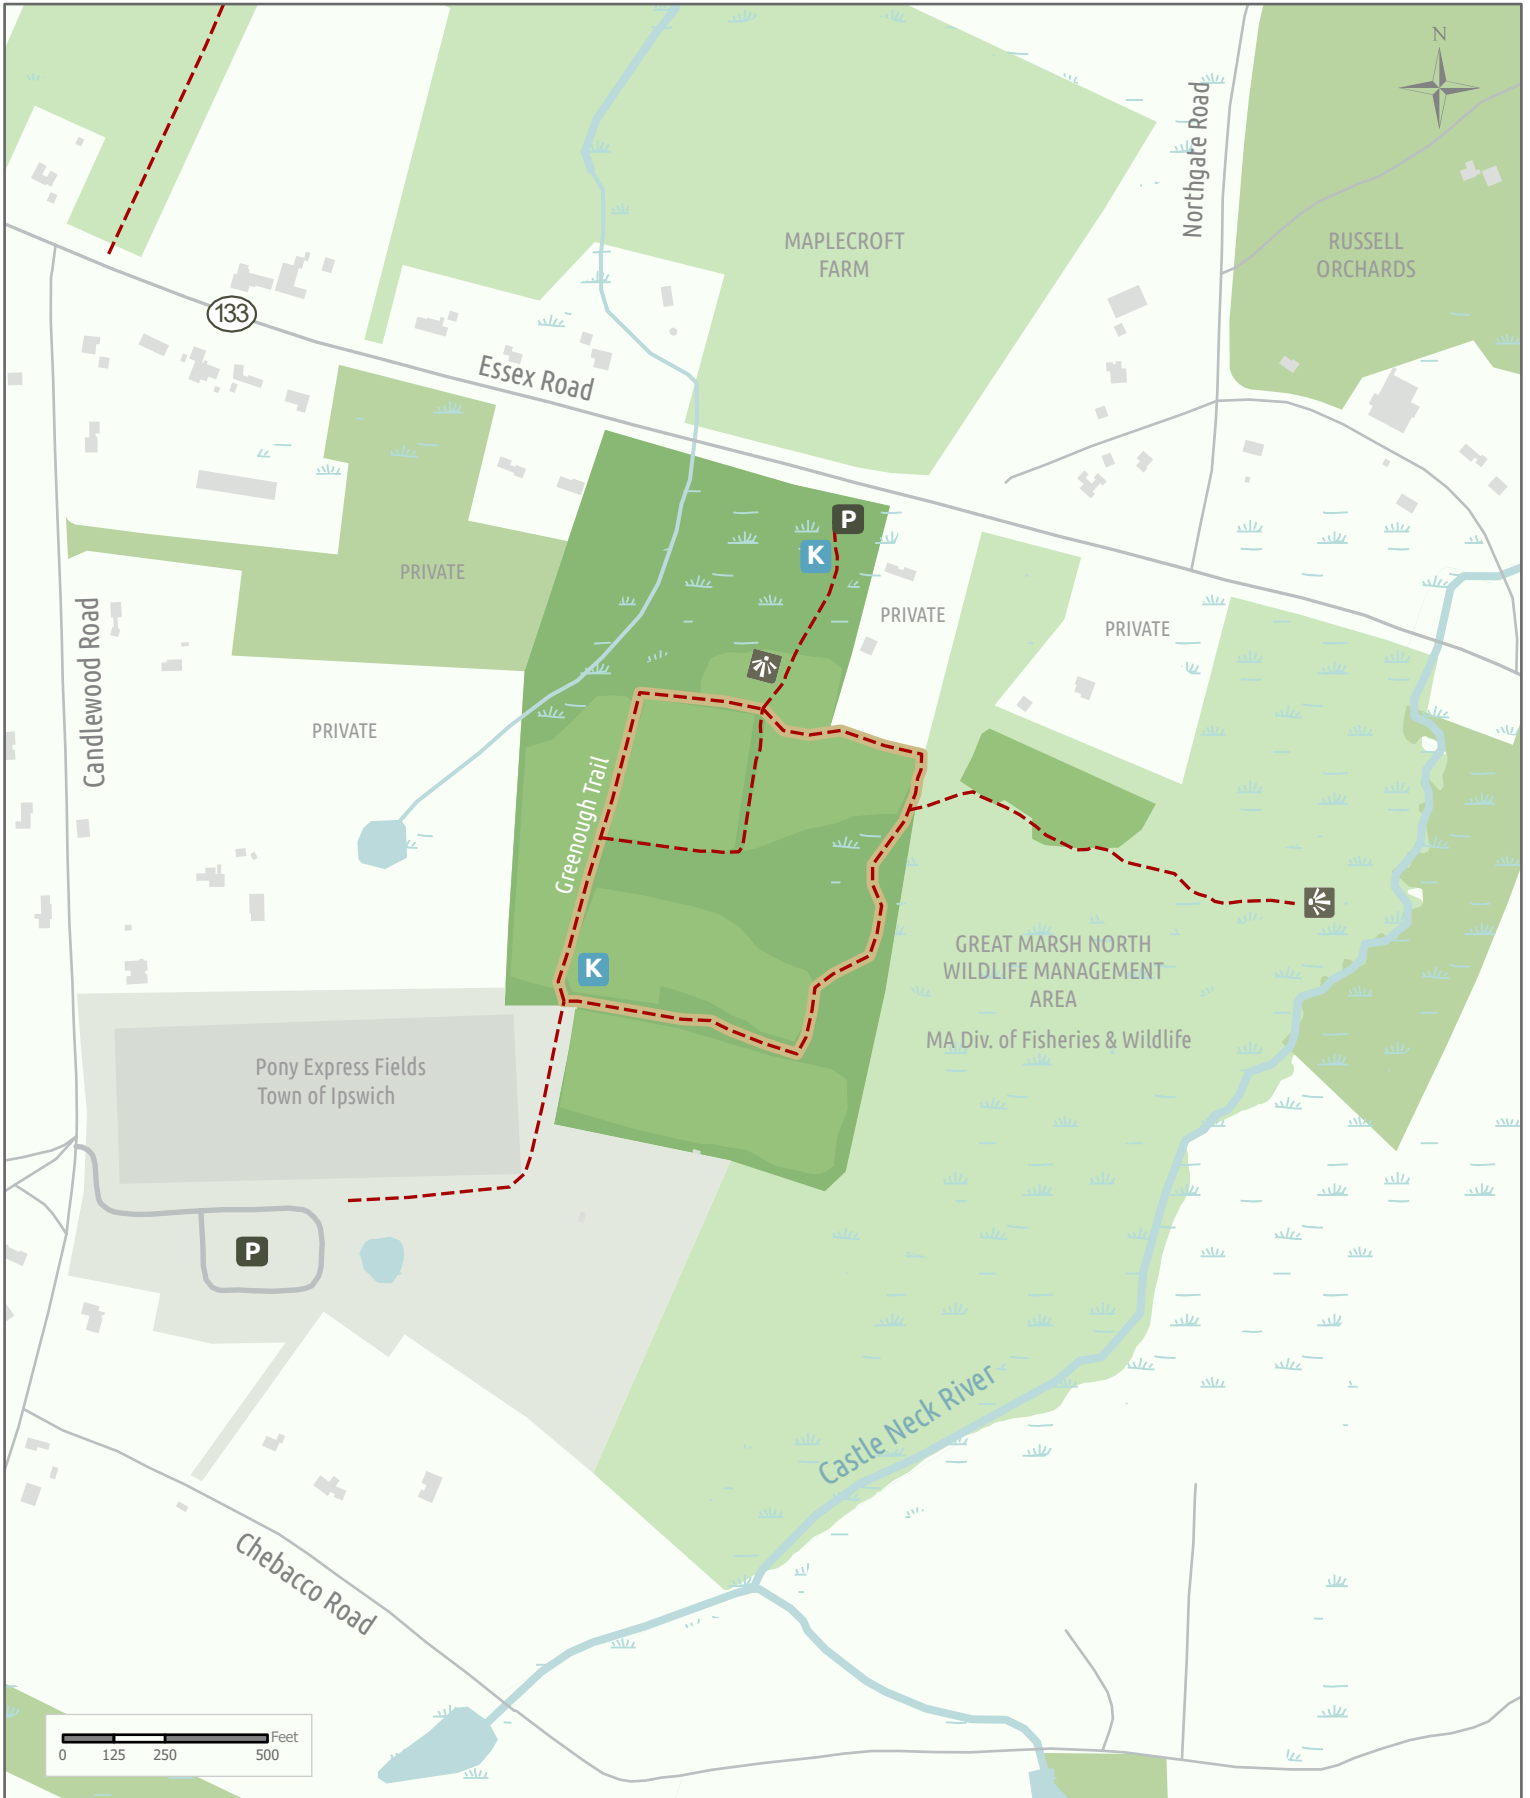 N
Northgate Road
MAPLECROFT
FARM
RUSSELL
ORCHARDS
133
Essex Road
P
K
PRIVATE
PRIVATE
PRIVATE
Candlewood Road
PRIVATE
Greenough Trail
GREAT MARSH NORTH
WILDLIFE MANAGEMENT
AREA
MA Div. of Fisheries & Wildlife
K
Pony Express Fields
Town of Ipswich
P
Castle Neck River
Chebacco Road
Feet
0 125 250 500